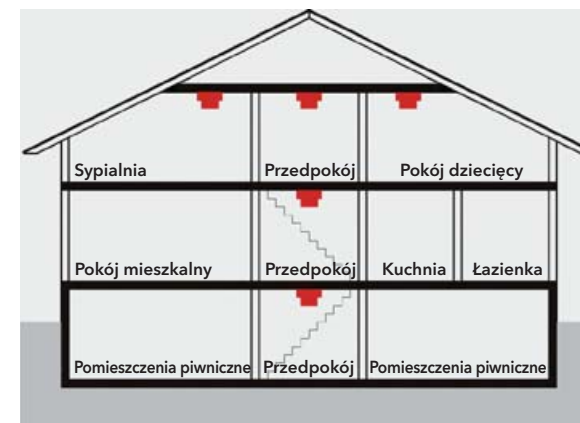 Sypialnia Przedpokój Pokój dziecięcy
Pokój mieszkalny Przedpokój Kuchnia Łazienka
Pomieszczenia piwniczne Przedpokój Pomieszczenia piwniczne